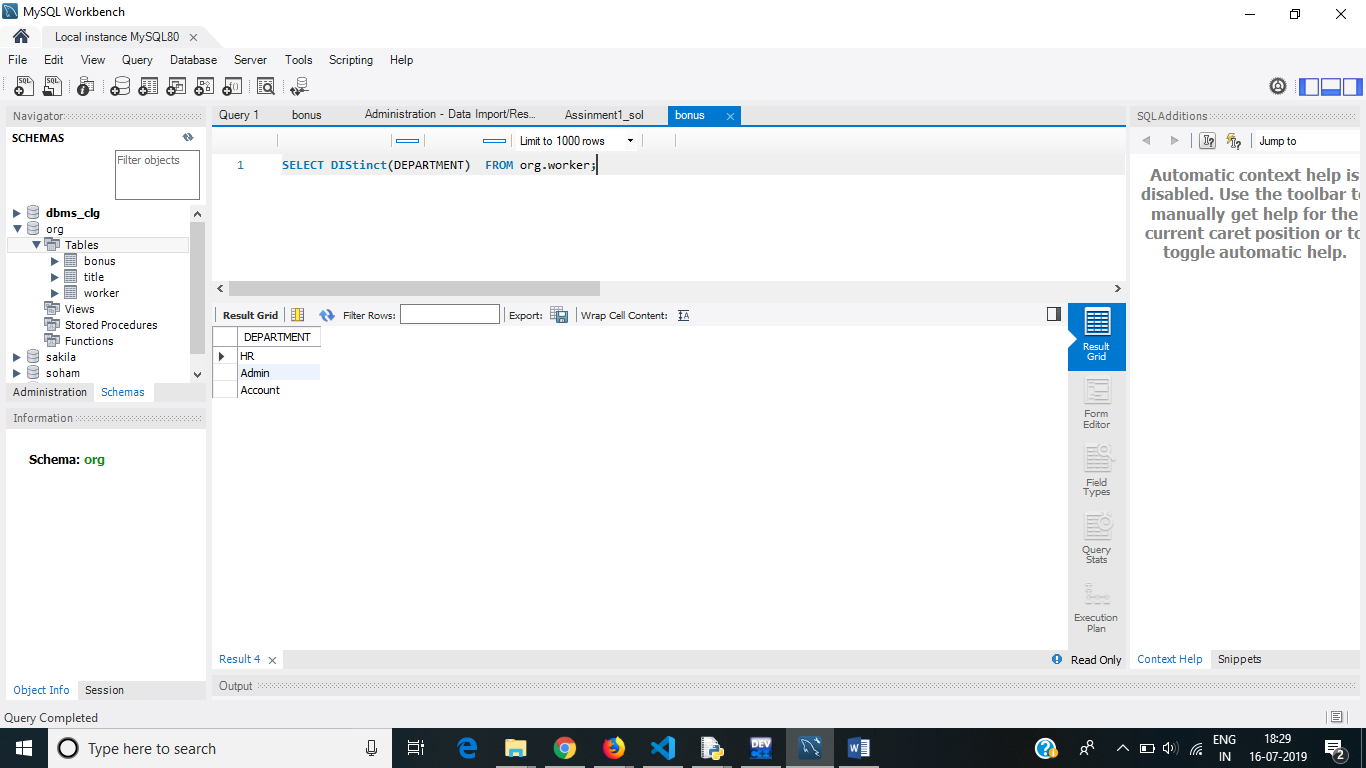 MySQL Workbench
Local instance MySQL80
File Edit View Query Database Server Tools Scripting Help
Navigator
SCHEMAS
Filter objects
dbms_clg
org
Tables
bonus
title
worker
Views
Stored Procedures
Functions
sakila
soham
Administration Schemas
Information
Schema: org
Object Info Session
Query 1 bonus Administration - Data Import/Res... Assinment1_sol bonus
Limit to 1000 rows
1 SELECT DIStinct(DEPARTMENT) FROM org.worker;
Result Grid Filter Rows: Export: Wrap Cell Content: IA
DEPARTMENT
HR
Admin
Account
Result
Grid
Form
Editor
Field
Types
Query
Stats
Execution
Plan
Result 4 Read Only
Output
SQLAdditions
Jump to
Automatic context help is
disabled. Use the toolbar to
manually get help for the
current caret position or to
toggle automatic help.
Context Help Snippets
Query Completed
Type here to search
DEV
ENG
IN
18:29
16-07-2019
2